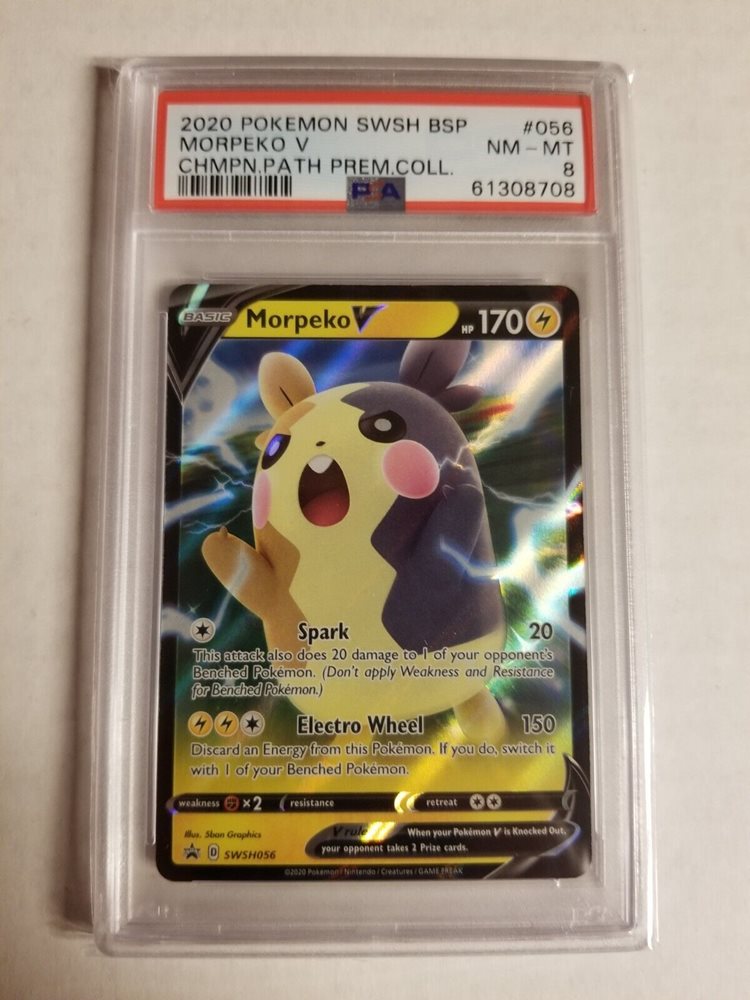 2020 POKEMON SWSH BSP #056
MORPEKO V NM - MT
CHMPN.PATH PREM.COLL. 8
PSA 61308708
BASIC Morpeko V HP 170
Spark 20
This attack also does 20 damage to 1 of your opponent's
Benched Pokémon. (Don't apply Weakness and Resistance
for Benched Pokémon.)
Electro Wheel 150
Discard an Energy from this Pokémon. If you do, switch it
with 1 of your Benched Pokémon.
weakness ×2 resistance retreat
Illus. 5ban Graphics V rule When your Pokémon V is Knocked Out,
your opponent takes 2 Prize cards.
PROMO D SWSH056
©2020 Pokémon / Nintendo / Creatures / GAME FREAK